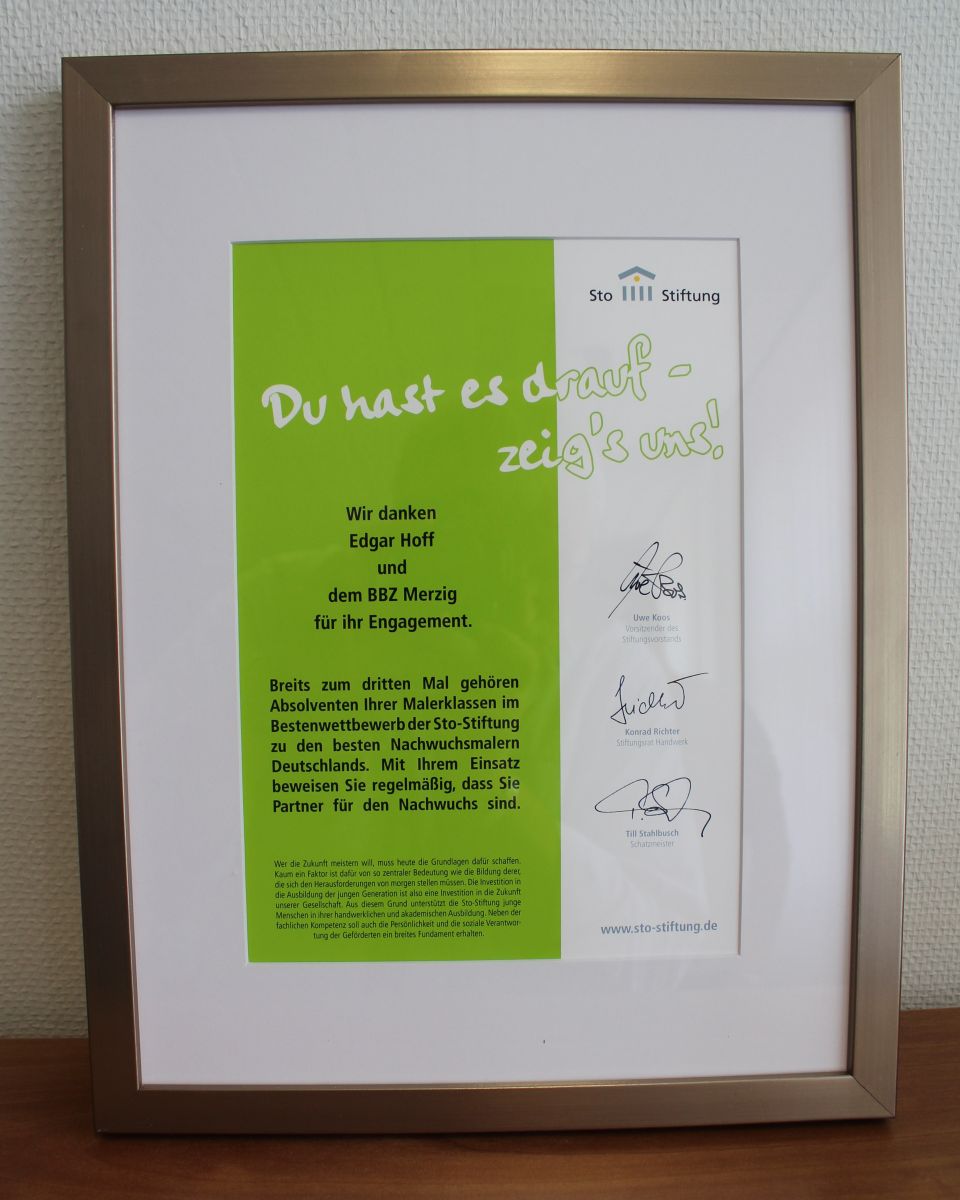 Sto Stiftung
Du hast es drauf -
zeig's uns!
Wir danken
Edgar Hoff
und
dem BBZ Merzig
für ihr Engagement.
Breits zum dritten Mal gehören
Absolventen Ihrer Malerklassen im
Bestenwettbewerb der Sto-Stiftung
zu den besten Nachwuchsmalern
Deutschlands. Mit Ihrem Einsatz
beweisen Sie regelmäßig, dass Sie
Partner für den Nachwuchs sind.
Wer die Zukunft meistern will, muss heute die Grundlagen dafür schaffen.
Kaum ein Faktor ist dafür von so zentraler Bedeutung wie die Bildung derer,
die sich den Herausforderungen von morgen stellen müssen. Die Investition in
die Ausbildung der jungen Generation ist also eine Investition in die Zukunft
unserer Gesellschaft. Aus diesem Grund unterstützt die Sto-Stiftung junge
Menschen in ihrer handwerklichen und akademischen Ausbildung. Neben der
fachlichen Kompetenz soll auch die Persönlichkeit und die soziale Verantwor-
tung der Geförderten ein breites Fundament erhalten.
Uwe Koos
Vorsitzender des
Stiftungsvorstands
Konrad Richter
Stiftungsrat Handwerk
Till Stahlbusch
Schatzmeister
www.sto-stiftung.de